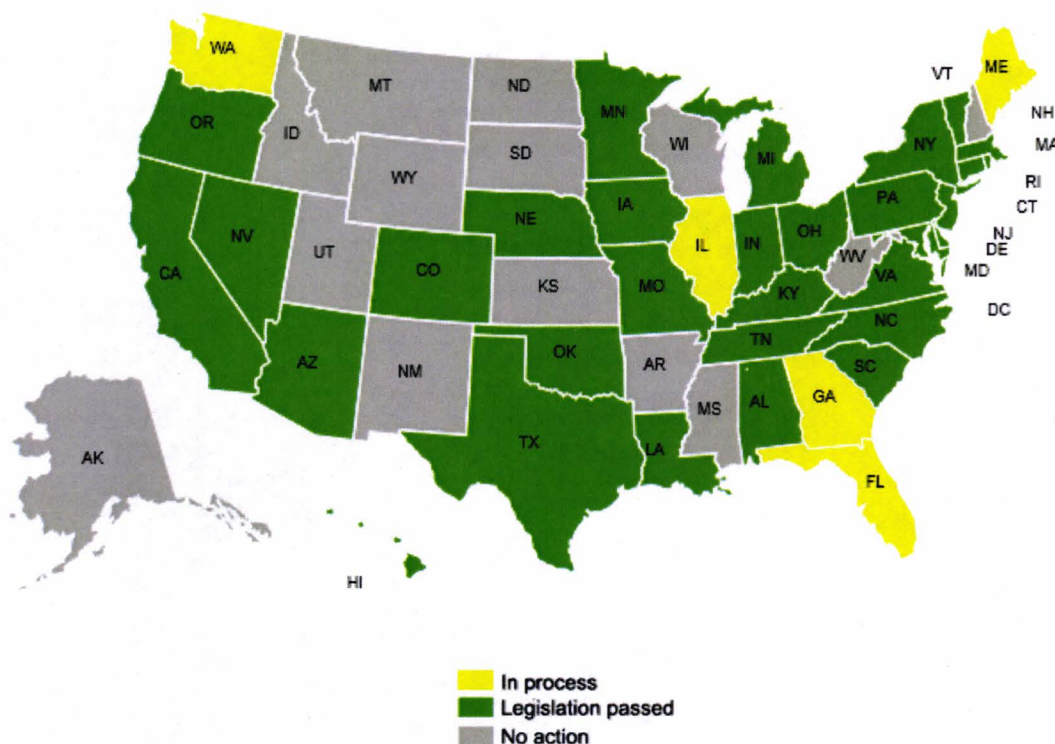 WA
ME
VT
MT
ND
MN
NH
OR
ID
WI
NY
MA
SD
MI
WY
RI
PA
IA
CT
NE
NV
IL
IN
OH
NJ
DE
UT
WV
CA
CO
MD
VA
KS
MO
KY
DC
NC
TN
OK
AZ
NM
AR
SC
MS
AL
GA
TX
LA
AK
FL
HI
In process
Legislation passed
No action